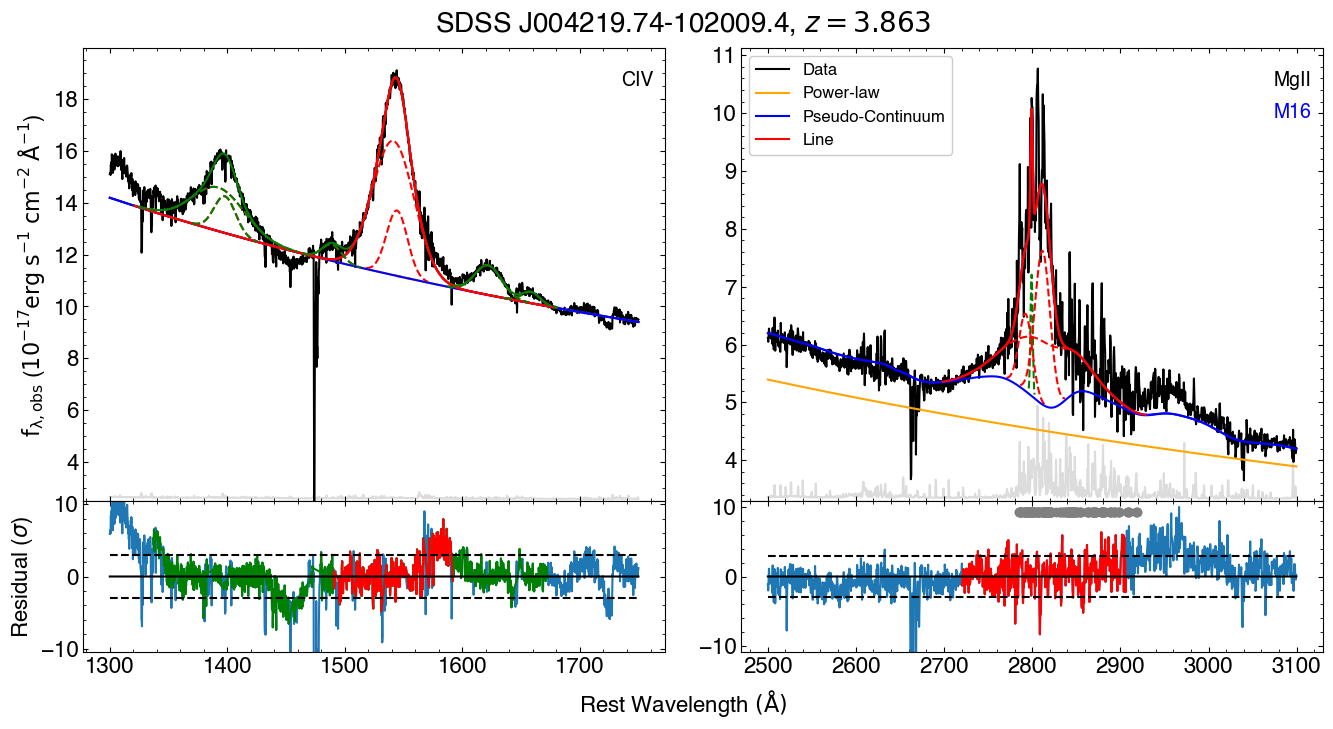 SDSS J004219.74-102009.4, z = 3.863
f_λ,obs (10^−17 erg s^−1 cm^−2 Å^−1)
18
16
14
12
10
8
6
4
CIV
11
10
9
8
7
6
5
4
Data
Power-law
Pseudo-Continuum
Line
MgII
M16
Residual (σ)
10
0
−10
1300 1400 1500 1600 1700
10
0
−10
2500 2600 2700 2800 2900 3000 3100
Rest Wavelength (Å)